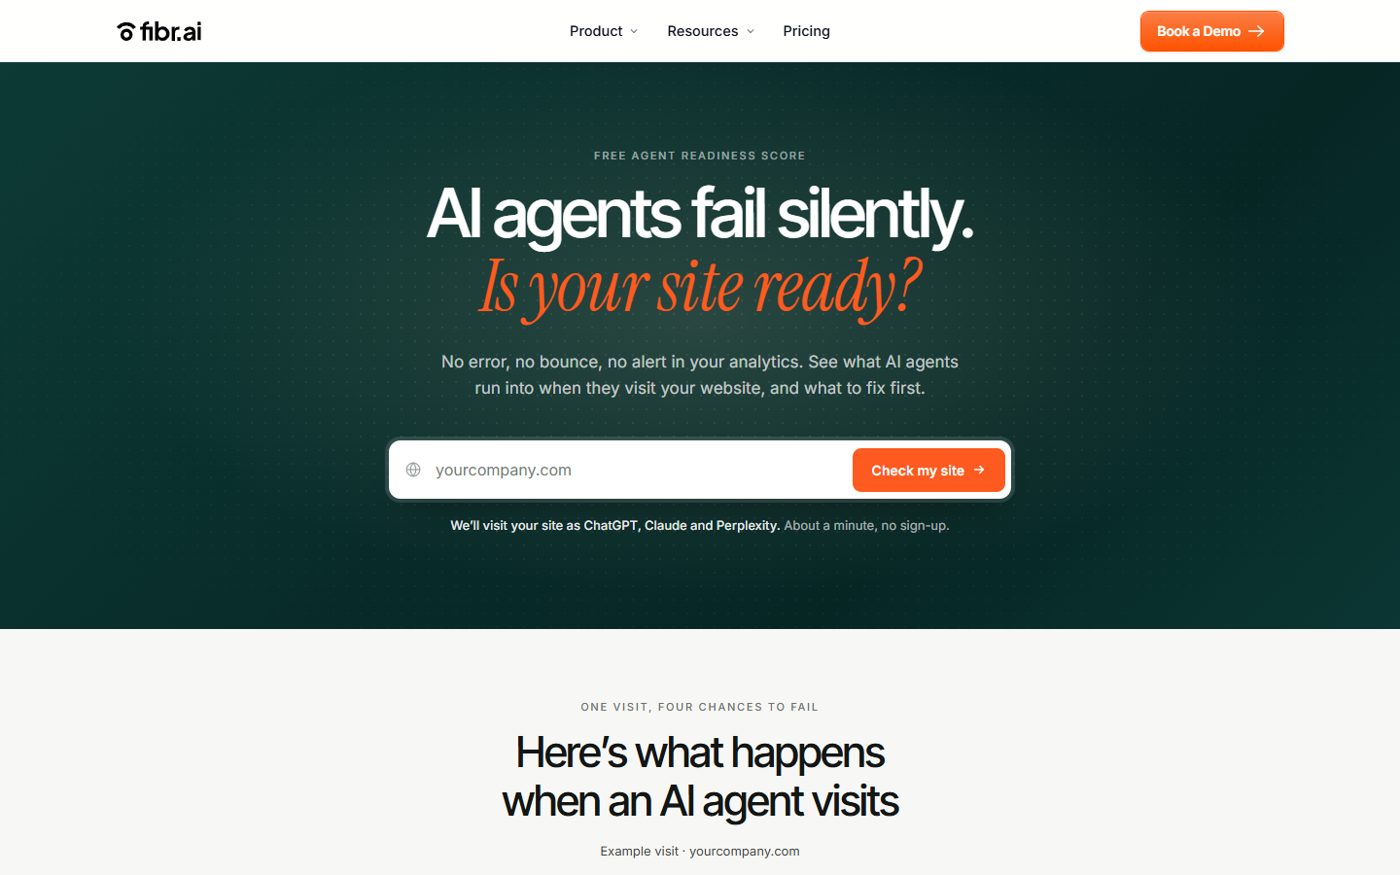 fibr.ai
Product
Resources
Pricing
Book a Demo
FREE AGENT READINESS SCORE
AI agents fail silently.
Is your site ready?
No error, no bounce, no alert in your analytics. See what AI agents
run into when they visit your website, and what to fix first.
yourcompany.com
Check my site
We’ll visit your site as ChatGPT, Claude and Perplexity. About a minute, no sign-up.
ONE VISIT, FOUR CHANCES TO FAIL
Here’s what happens
when an AI agent visits
Example visit · yourcompany.com